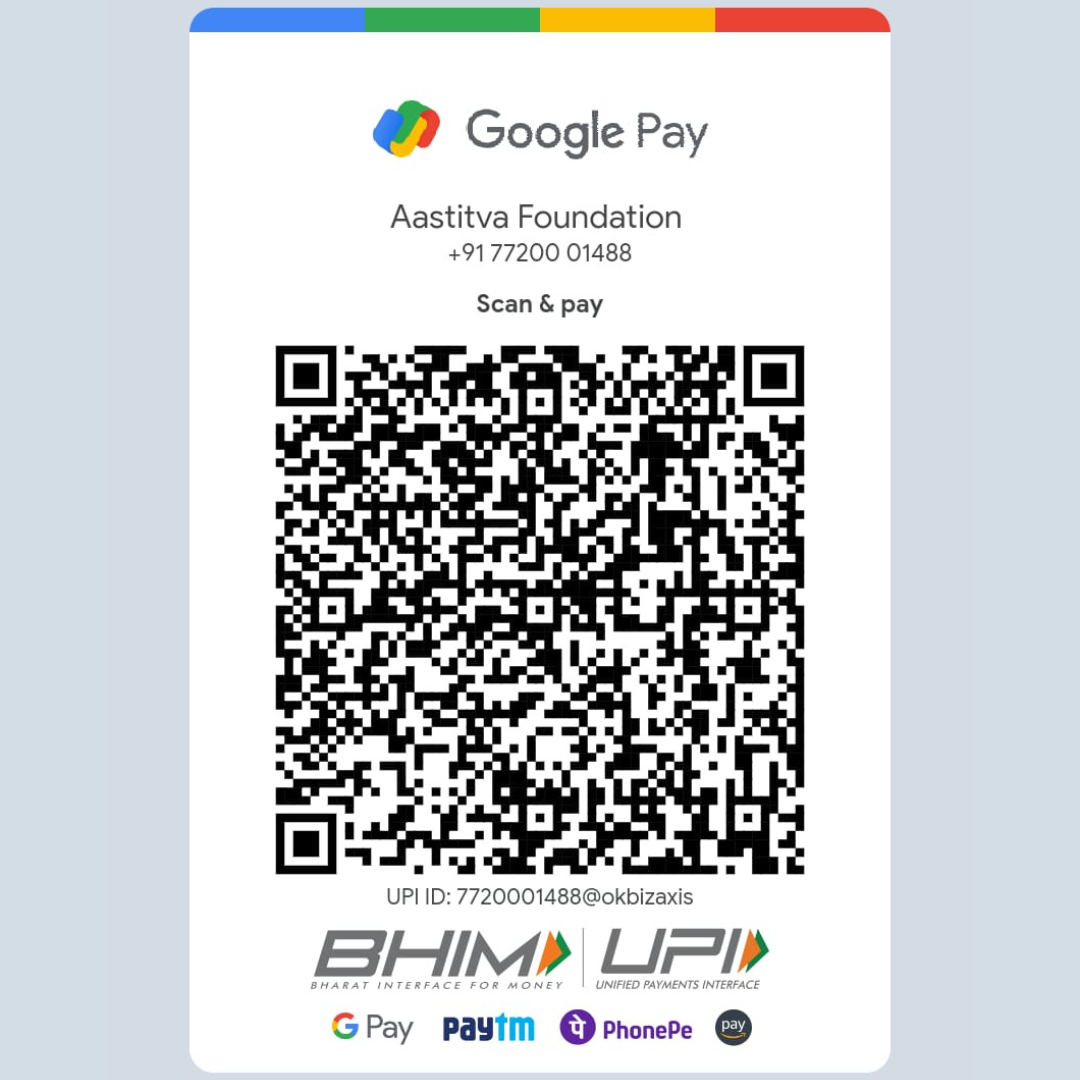 Google Pay
Aastitva Foundation
+91 77200 01488
Scan & pay
UPI ID: 7720001488@okbizaxis
BHIM UPI
BHARAT INTERFACE FOR MONEY UNIFIED PAYMENTS INTERFACE
G Pay paytm पे PhonePe pay